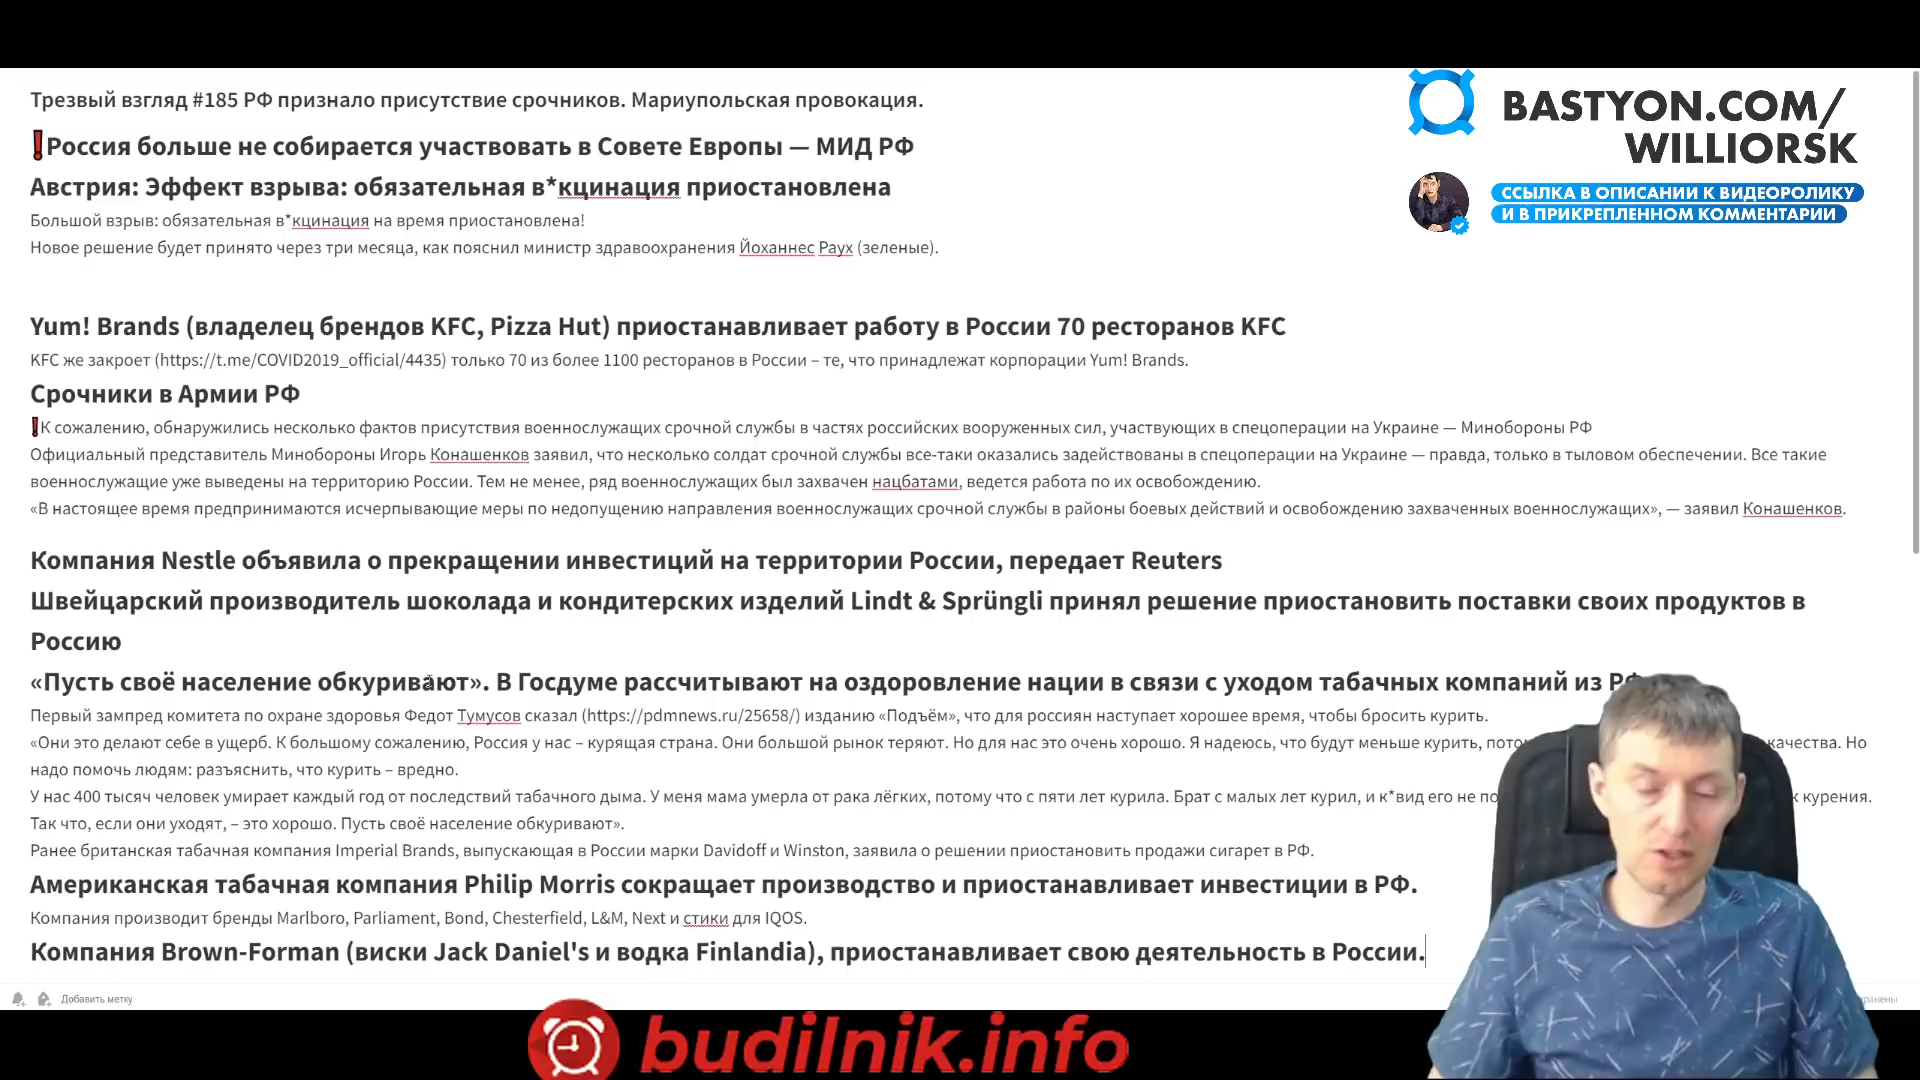 Трезвый взгляд #185 РФ признало присутствие срочников. Мариупольская провокация.
❗Россия больше не собирается участвовать в Совете Европы — МИД РФ
Австрия: Эффект взрыва: обязательная в*кцинация приостановлена
Большой взрыв: обязательная в*кцинация на время приостановлена!
Новое решение будет принято через три месяца, как пояснил министр здравоохранения Йоханнес Раух (зеленые).
BASTYON.COM/
WILLIORSK
ССЫЛКА В ОПИСАНИИ К ВИДЕОРОЛИКУ
И В ПРИКРЕПЛЕННОМ КОММЕНТАРИИ
Yum! Brands (владелец брендов KFC, Pizza Hut) приостанавливает работу в России 70 ресторанов KFC
KFC же закроет (https://t.me/COVID2019_official/4435) только 70 из более 1100 ресторанов в России – те, что принадлежат корпорации Yum! Brands.
Срочники в Армии РФ
❗К сожалению, обнаружились несколько фактов присутствия военнослужащих срочной службы в частях российских вооруженных сил, участвующих в спецоперации на Украине — Минобороны РФ
Официальный представитель Минобороны Игорь Конашенков заявил, что несколько солдат срочной службы все-таки оказались задействованы в спецоперации на Украине — правда, только в тыловом обеспечении. Все такие
военнослужащие уже выведены на территорию России. Тем не менее, ряд военнослужащих был захвачен нацбатами, ведется работа по их освобождению.
«В настоящее время предпринимаются исчерпывающие меры по недопущению направления военнослужащих срочной службы в районы боевых действий и освобождению захваченных военнослужащих», — заявил Конашенков.
Компания Nestle объявила о прекращении инвестиций на территории России, передает Reuters
Швейцарский производитель шоколада и кондитерских изделий Lindt & Sprüngli принял решение приостановить поставки своих продуктов в
Россию
«Пусть своё население обкуривают». В Госдуме рассчитывают на оздоровление нации в связи с уходом табачных компаний из РФ
Первый зампред комитета по охране здоровья Федот Тумусов сказал (https://pdmnews.ru/25658/) изданию «Подъём», что для россиян наступает хорошее время, чтобы бросить курить.
«Они это делают себе в ущерб. К большому сожалению, Россия у нас – курящая страна. Они большой рынок теряют. Но для нас это очень хорошо. Я надеюсь, что будут меньше курить, качества. Но
надо помочь людям: разъяснить, что курить – вредно.
У нас 400 тысяч человек умирает каждый год от последствий табачного дыма. У меня мама умерла от рака лёгких, потому что с пяти лет курила. Брат с малых лет курил, и к*вид его не курения.
Так что, если они уходят, – это хорошо. Пусть своё население обкуривают».
Ранее британская табачная компания Imperial Brands, выпускающая в России марки Davidoff и Winston, заявила о решении приостановить продажи сигарет в РФ.
Американская табачная компания Philip Morris сокращает производство и приостанавливает инвестиции в РФ.
Компания производит бренды Marlboro, Parliament, Bond, Chesterfield, L&M, Next и стики для IQOS.
Компания Brown-Forman (виски Jack Daniel's и водка Finlandia), приостанавливает свою деятельность в России.
Добавить метку
budilnik.info